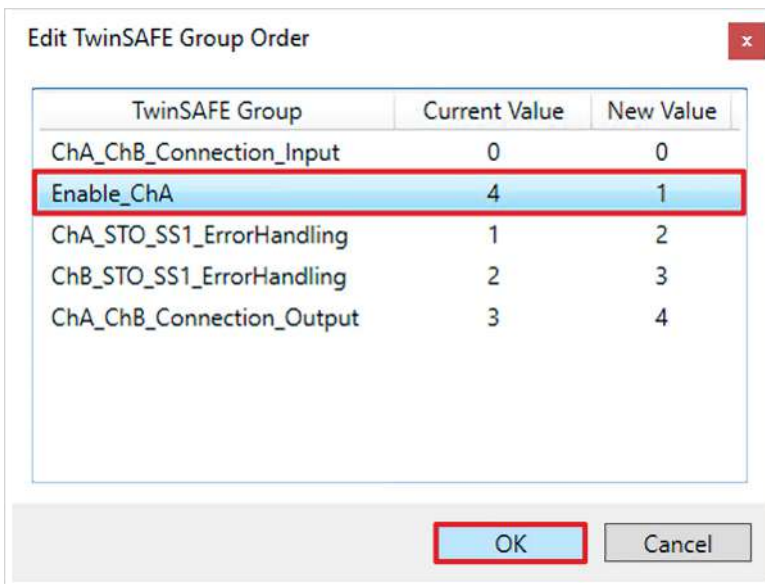 Edit TwinSAFE Group Order
x
TwinSAFE Group Current Value New Value
ChA_ChB_Connection_Input 0 0
Enable_ChA 4 1
ChA_STO_SS1_ErrorHandling 1 2
ChB_STO_SS1_ErrorHandling 2 3
ChA_ChB_Connection_Output 3 4
OK Cancel